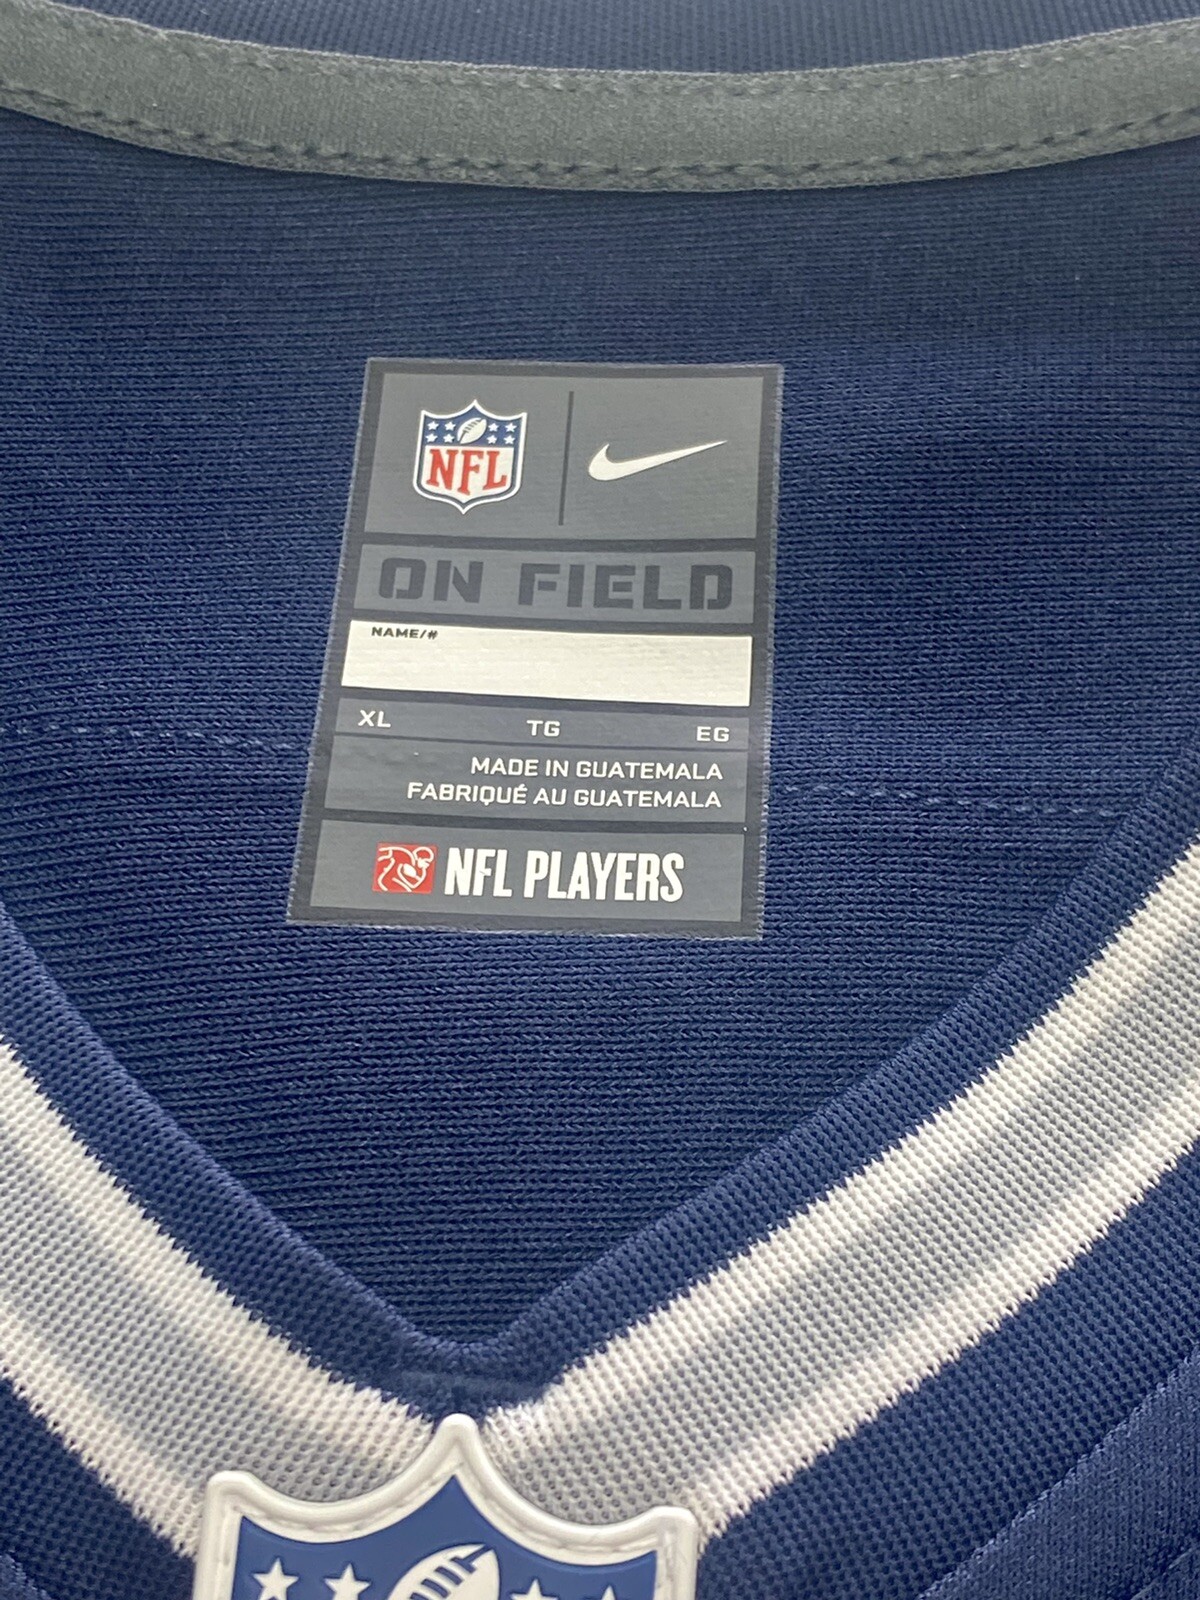 NFL
ON FIELD
NAME/#
XL TG EG
MADE IN GUATEMALA
FABRIQUÉ AU GUATEMALA
NFL PLAYERS